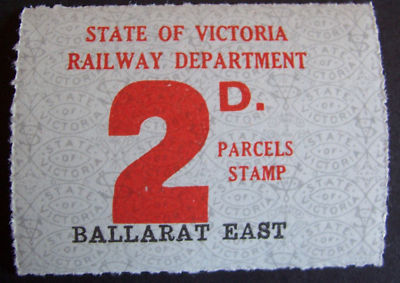 STATE OF VICTORIA
RAILWAY DEPARTMENT
2D.
PARCELS
STAMP
BALLARAT EAST